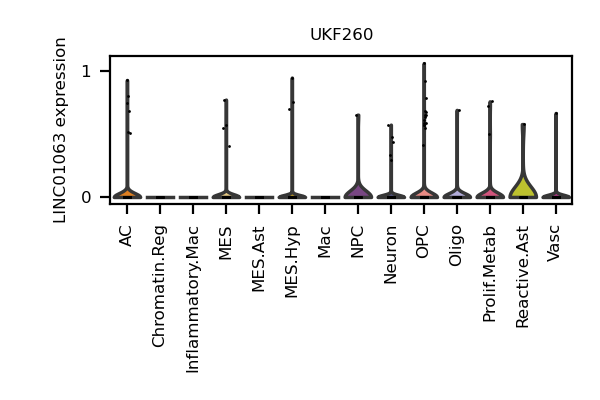 UKF260
LINC01063 expression
1
0
AC
Chromatin.Reg
Inflammatory.Mac
MES
MES.Ast
MES.Hyp
Mac
NPC
Neuron
OPC
Oligo
Prolif.Metab
Reactive.Ast
Vasc